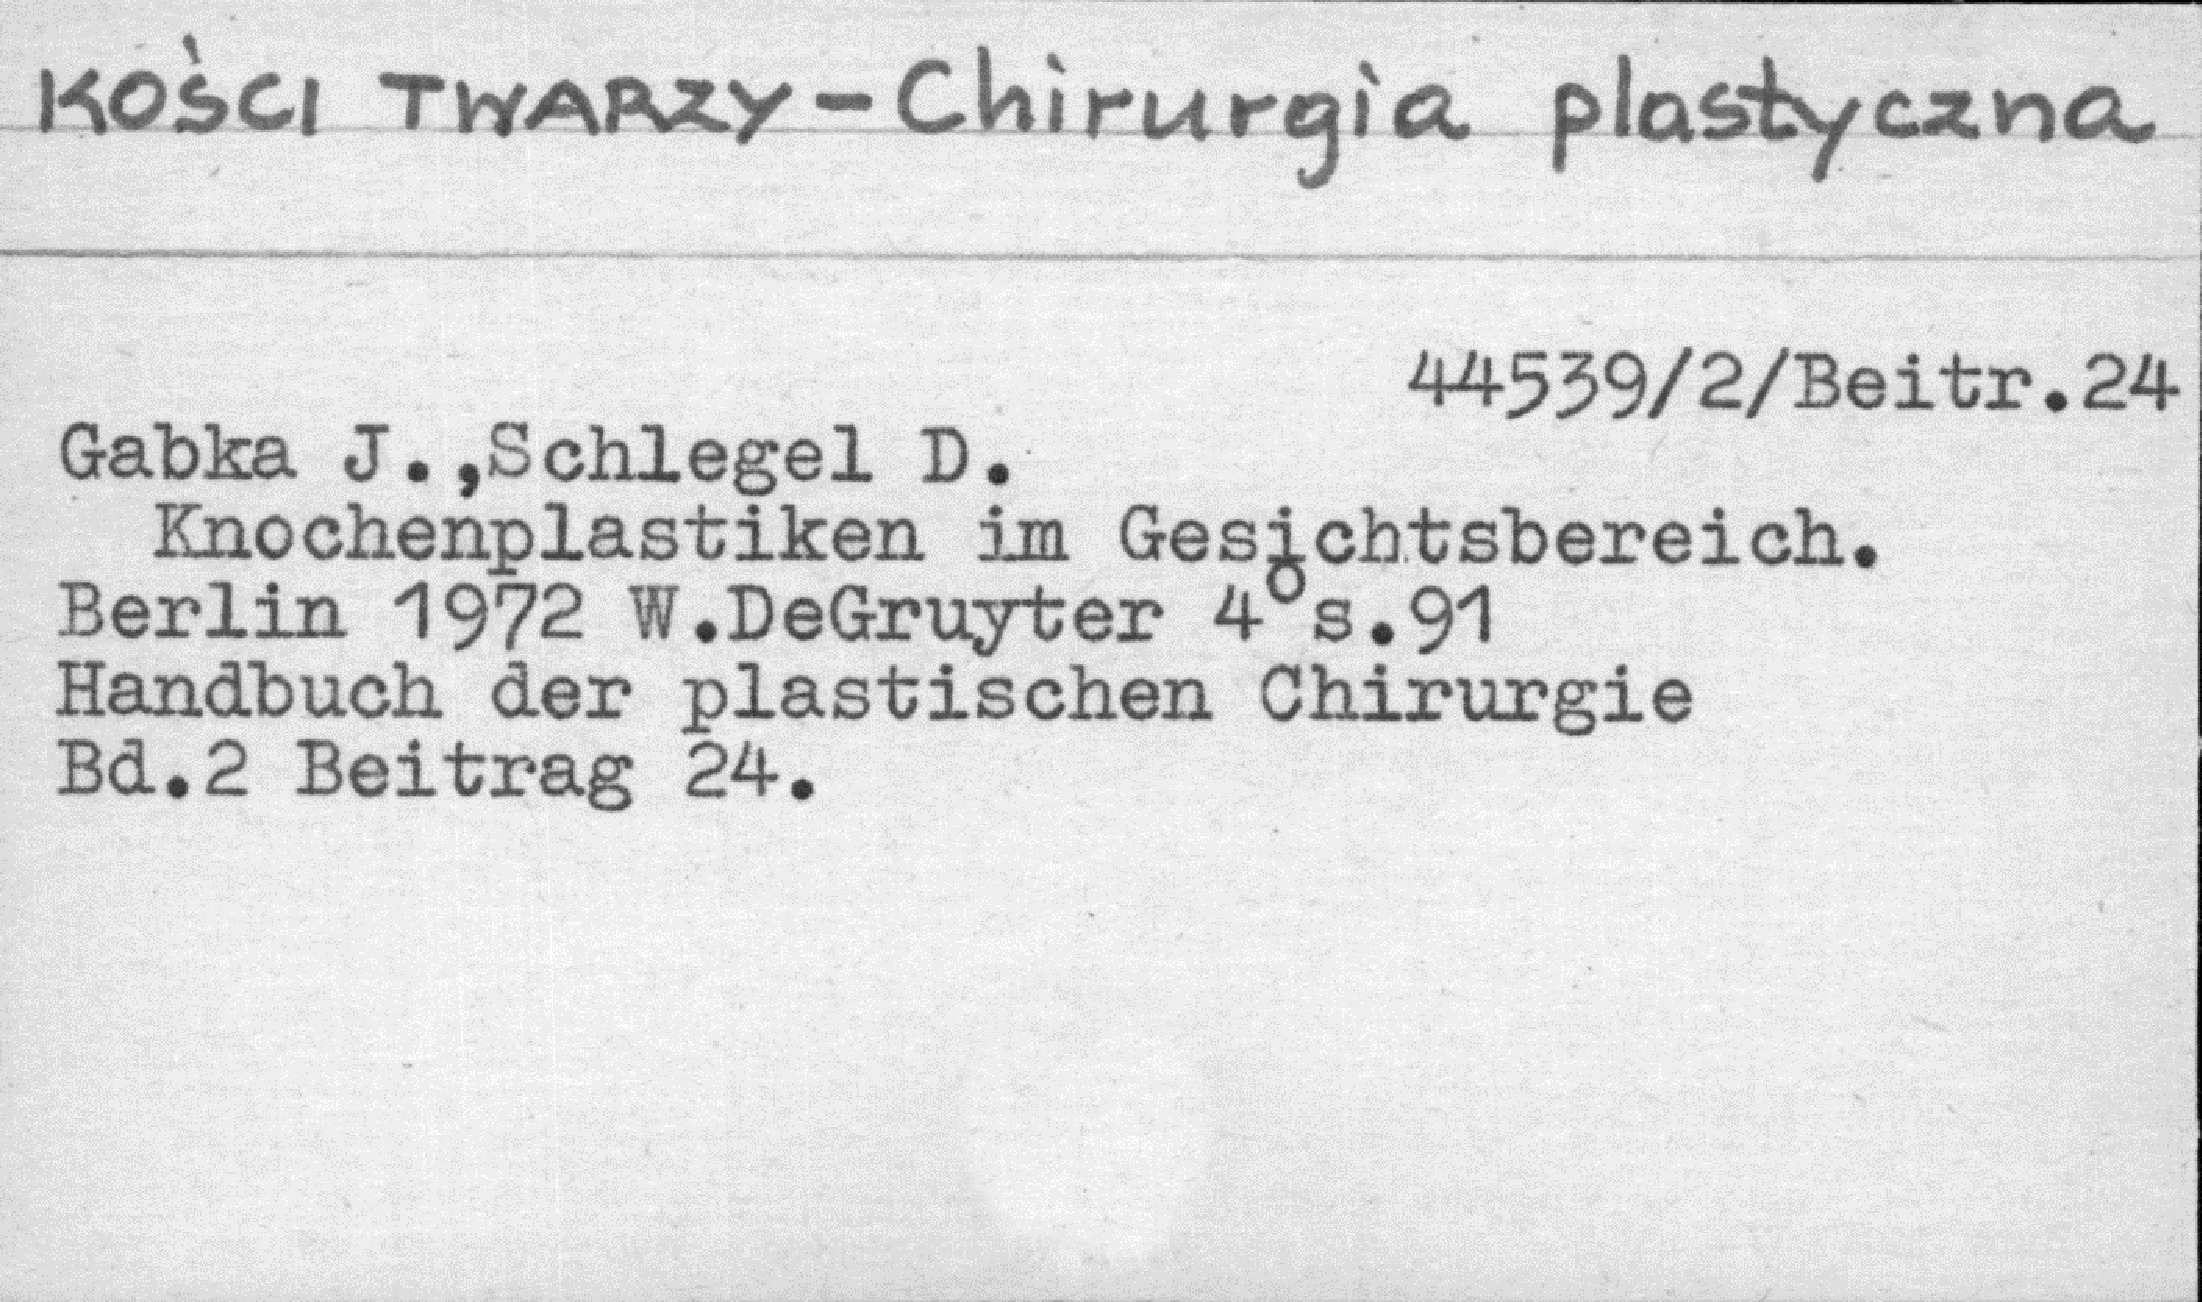 KOŚCI TWARZY - Chirurgia plastyczna
44539/2/Beitr.24
Gabka J.,Schlegel D.
Knochenplastiken im Gesichtsbereich.
Berlin 1972 W.DeGruyter 4°s.91
Handbuch der plastischen Chirurgie
Bd.2 Beitrag 24.